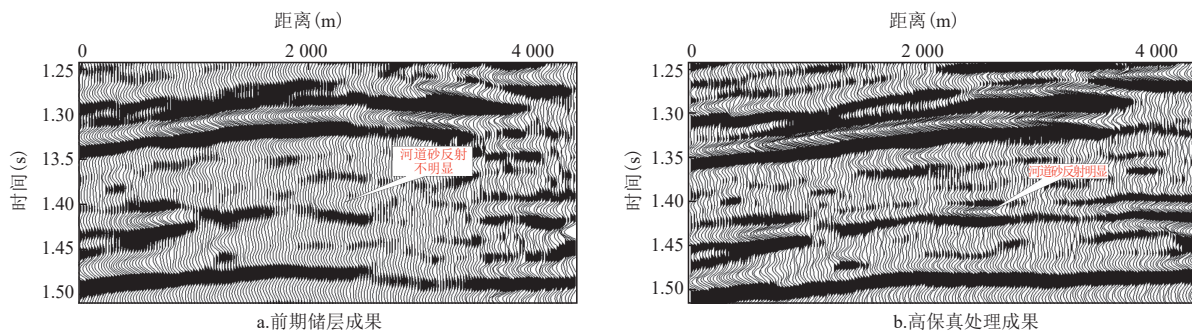 距离(m)
0 2 000 4 000
1.25
1.30
13.5
1.40
1.45
1.50
时间(s)
河道砂反射
不明显
a.前期储层成果
距离(m)
0 2 000 4 000
1.25
1.30
1.35
1.40
1.45
1.50
时间(s)
河道砂反射明显
b.高保真处理成果